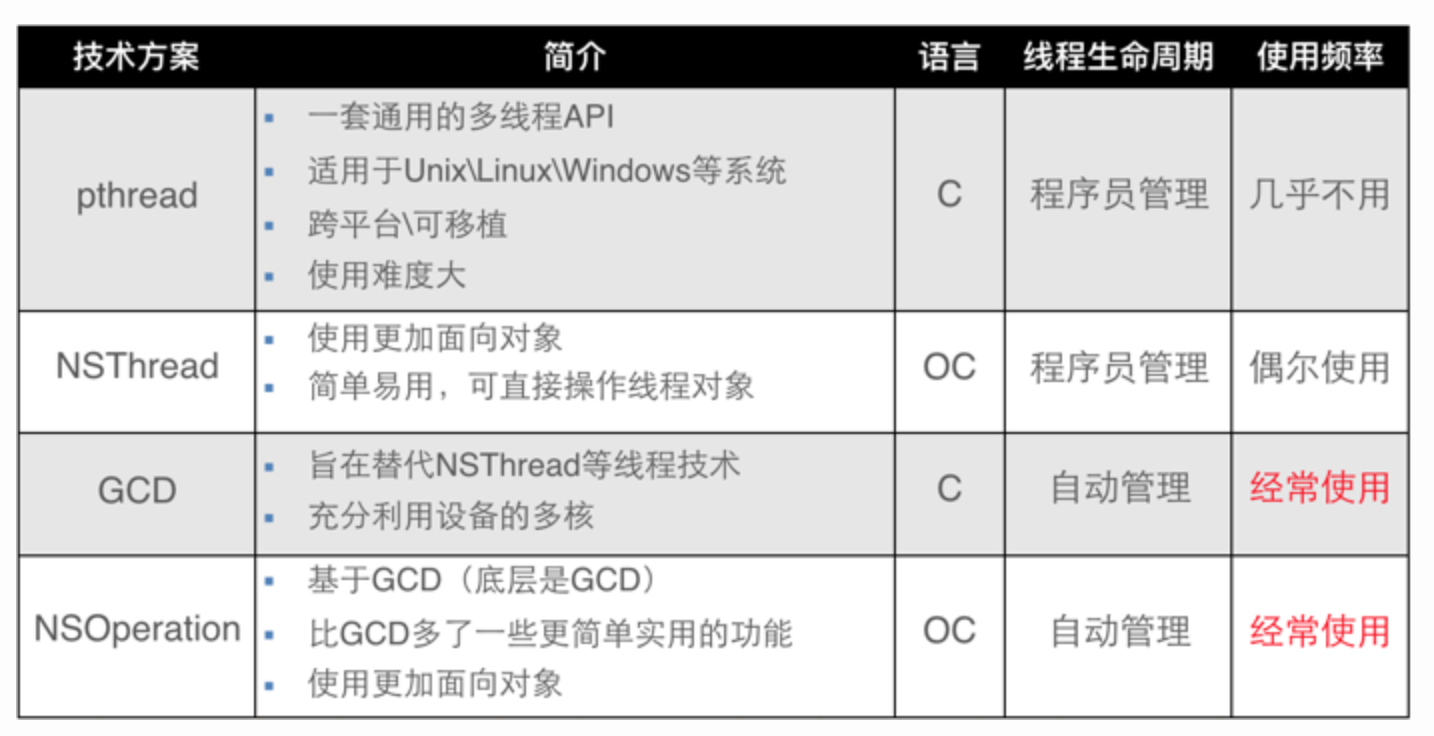 技术方案 简介 语言 线程生命周期 使用频率
pthread
一套通用的多线程API
适用于Unix\Linux\Windows等系统
跨平台\可移植
使用难度大
C
程序员管理
几乎不用
NSThread
使用更加面向对象
简单易用，可直接操作线程对象
OC
程序员管理
偶尔使用
GCD
旨在替代NSThread等线程技术
充分利用设备的多核
C
自动管理
经常使用
NSOperation
基于GCD（底层是GCD）
比GCD多了一些更简单实用的功能
使用更加面向对象
OC
自动管理
经常使用